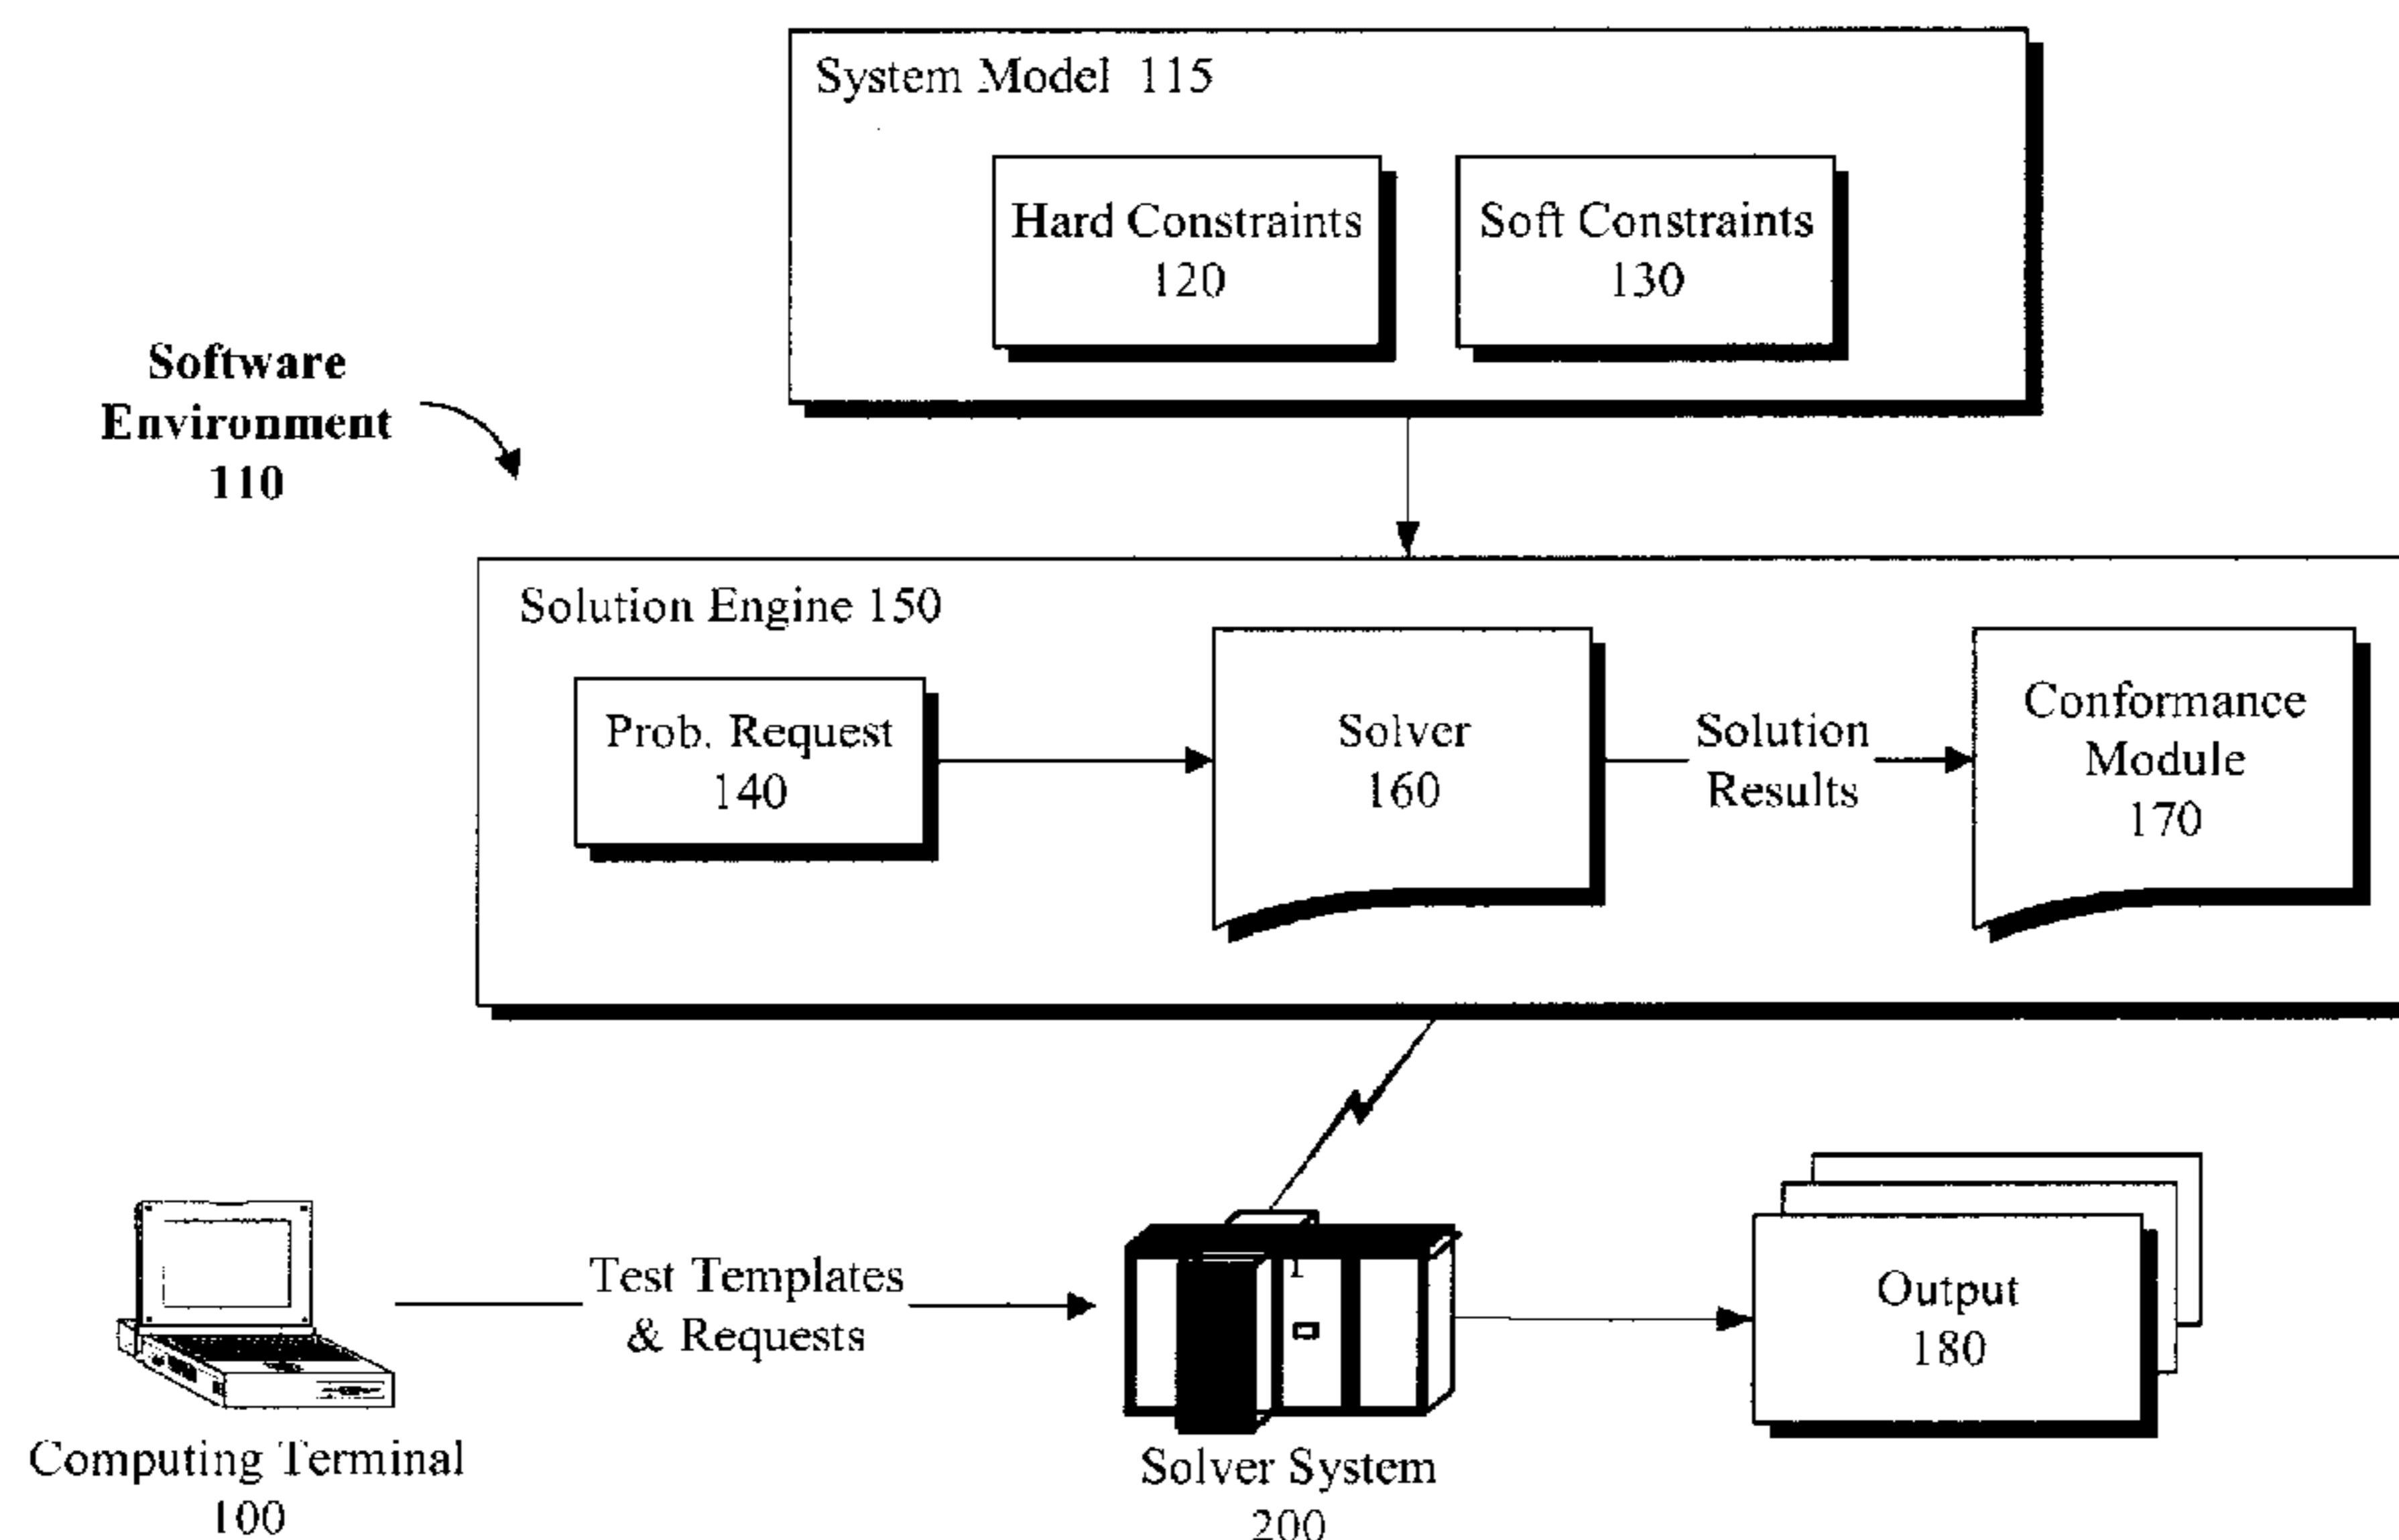 System Model 115
Hard Constraints
120
Soft Constraints
130
Software
Environment
110
Solution Engine 150
Prob. Request
140
Solver
160
Solution
Results
Conformance
Module
170
Test Templates
& Requests
Output
180
Computing Terminal
100
Solver System
200